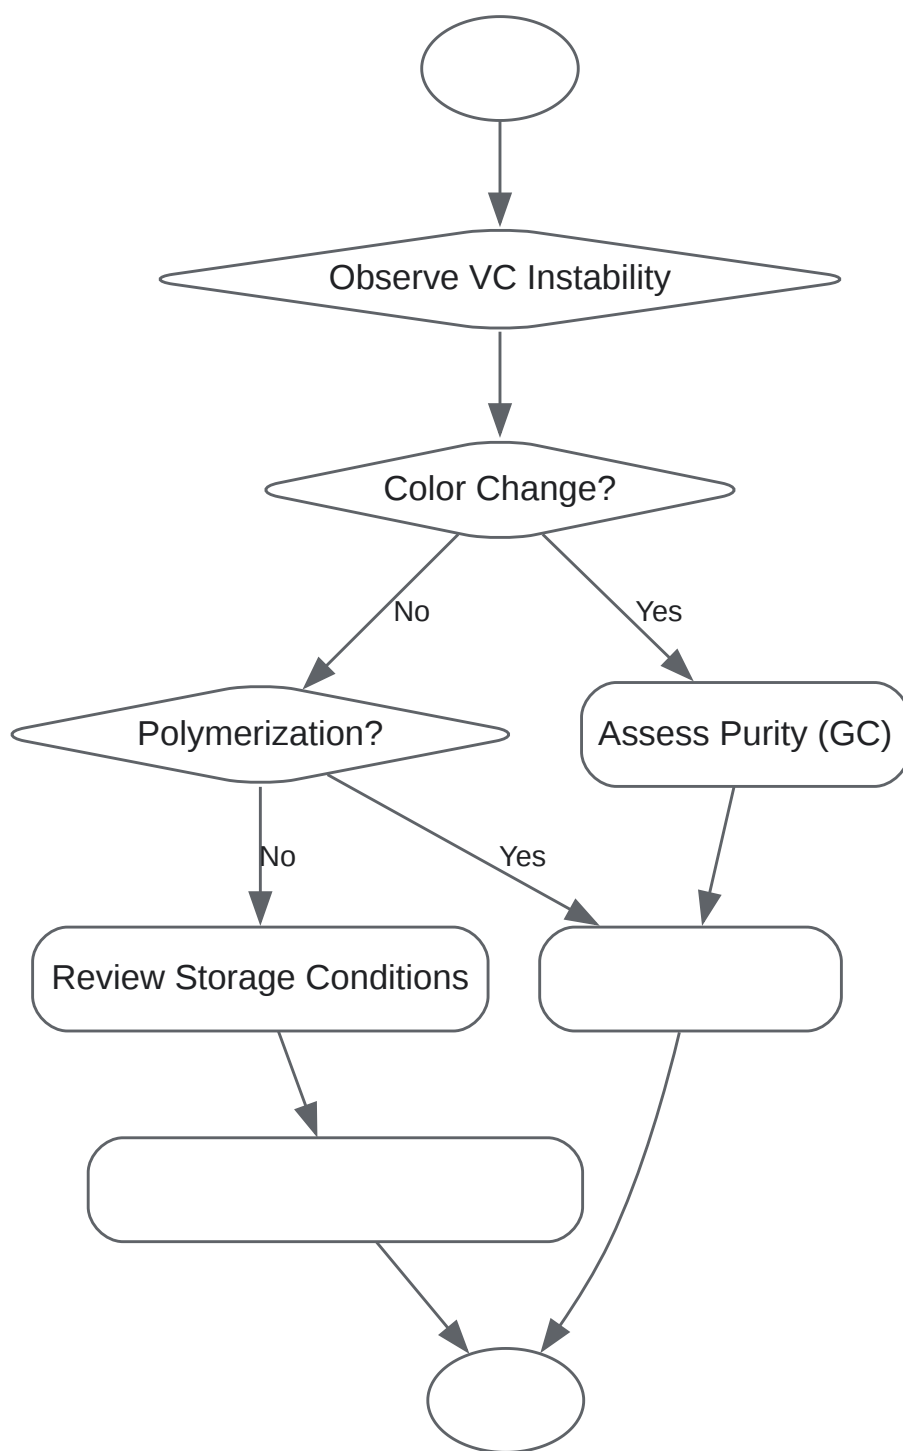 Observe VC Instability
Color Change?
No
Yes
Polymerization?
Assess Purity (GC)
No
Yes
Review Storage Conditions